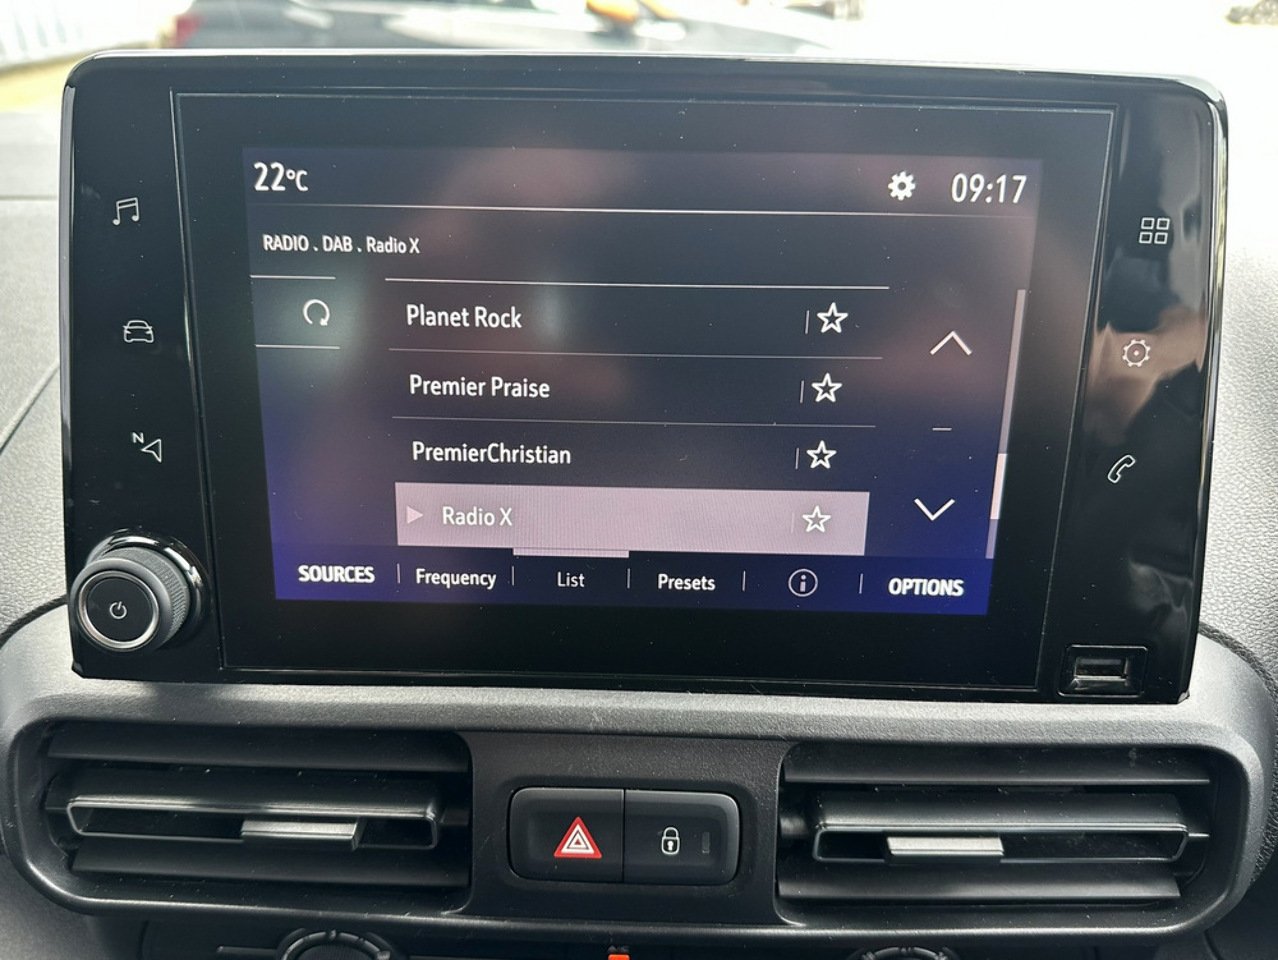 22°C
09:17
RADIO . DAB . Radio X
Planet Rock
Premier Praise
PremierChristian
Radio X
SOURCES
Frequency
List
Presets
OPTIONS
N
A/C